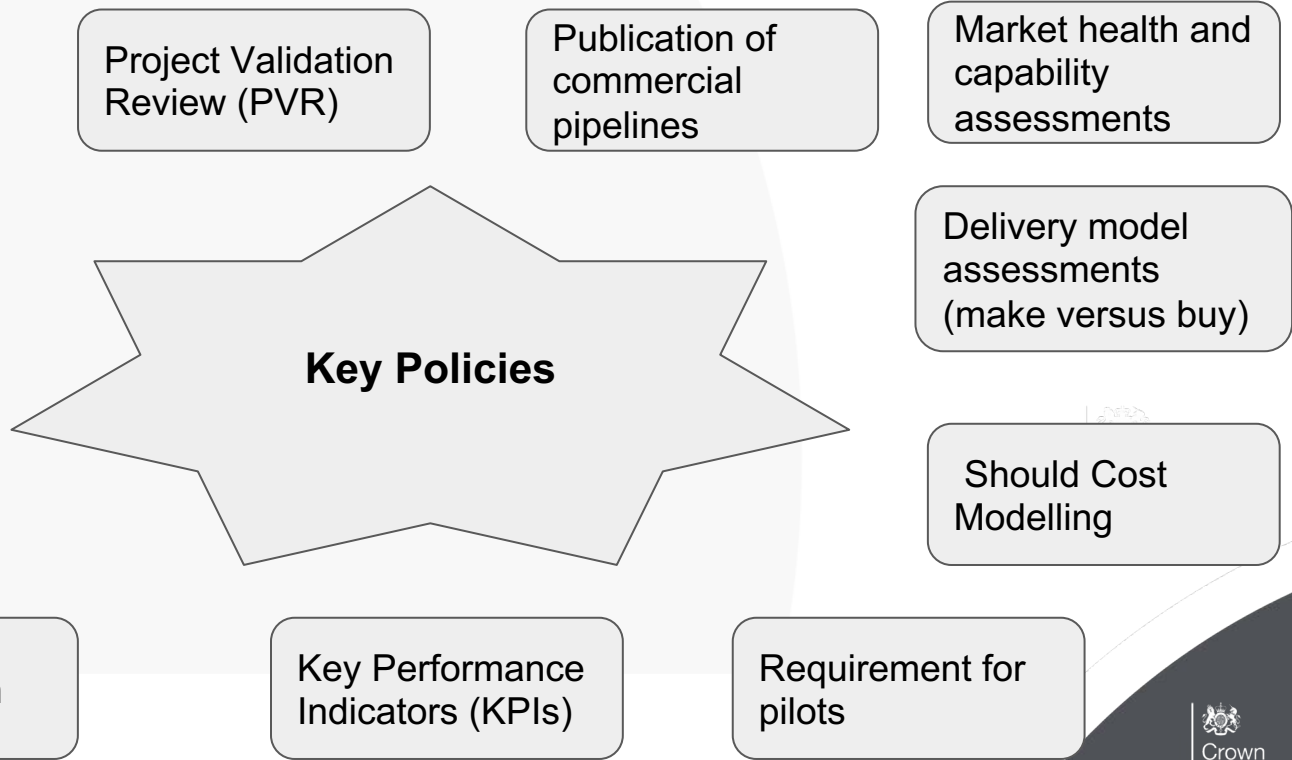 Project Validation
Review (PVR)
Publication of
commercial
pipelines
Market health and
capability
assessments
Delivery model
assessments
(make versus buy)
Key Policies
Should Cost
Modelling
Key Performance
Indicators (KPIs)
Requirement for
pilots
Crown